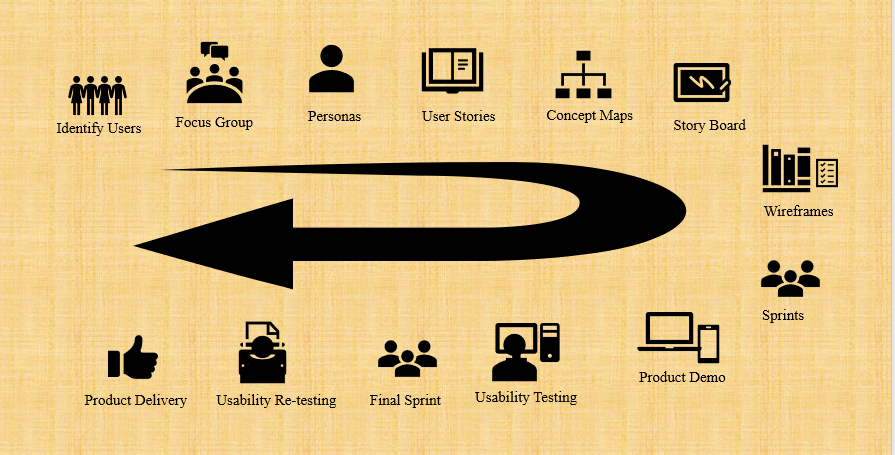 Identify Users
Focus Group
Personas
User Stories
Concept Maps
Story Board
Wireframes
Sprints
Product Demo
Usability Testing
Final Sprint
Usability Re-testing
Product Delivery